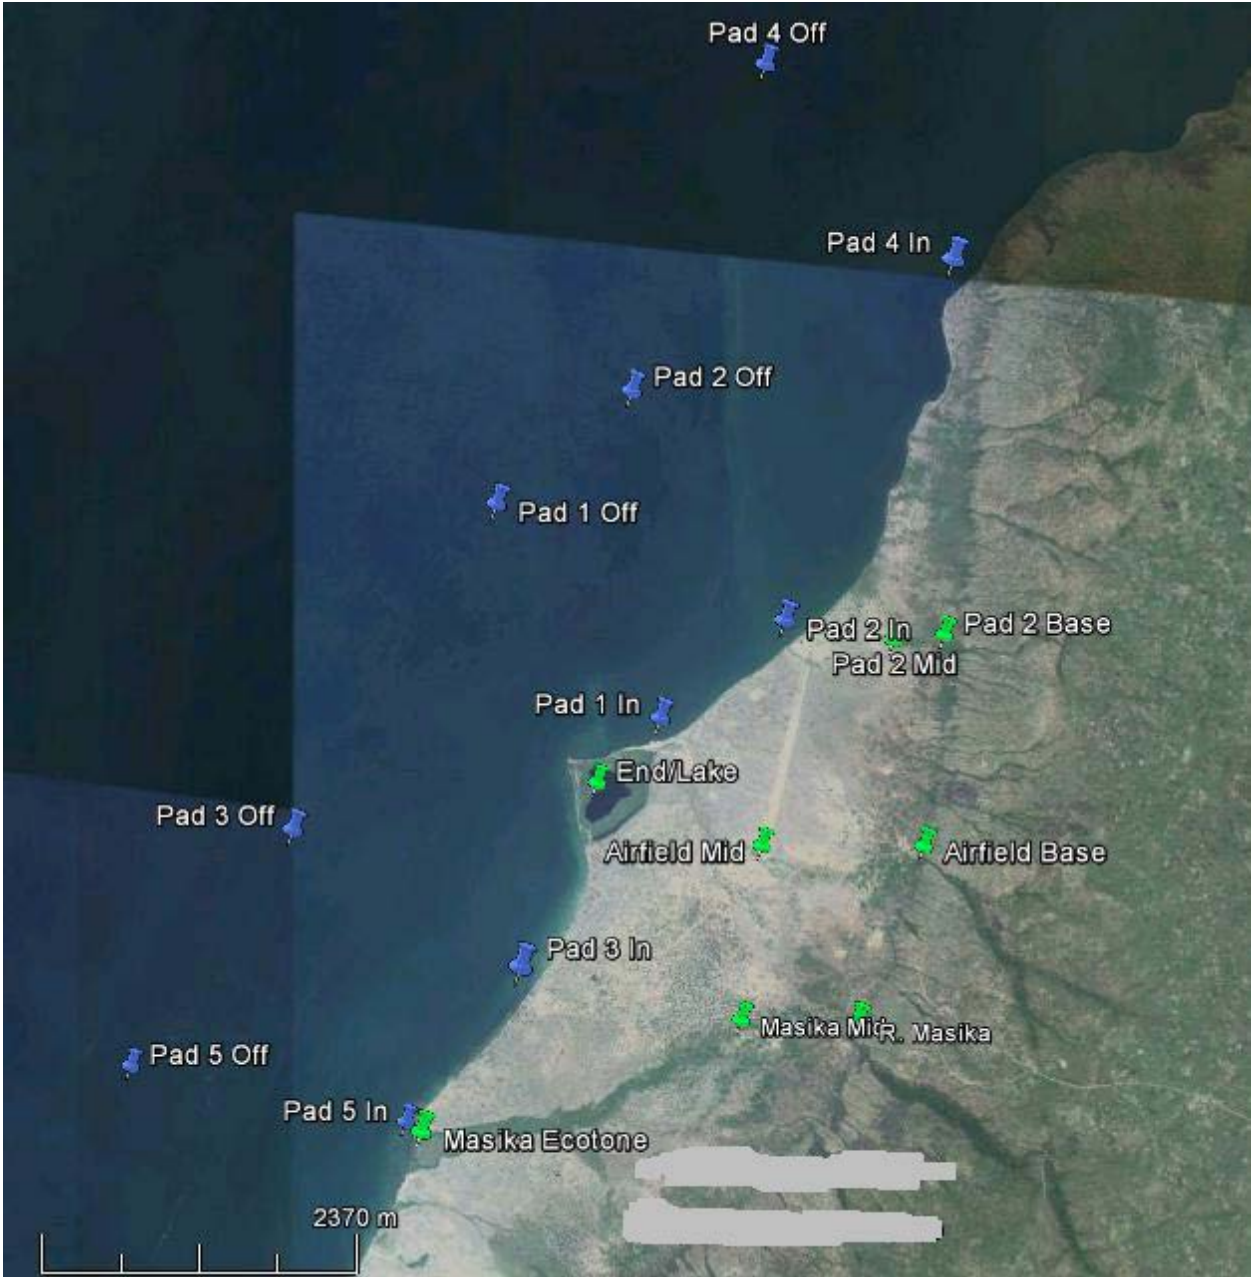 Pad 4 Off
Pad 4 In
Pad 2 Off
Pad 1 Off
Pad 2 In
Pad 2 Base
Pad 2 Mid
Pad 1 In
End/Lake
Pad 3 Off
Airfield Mid
Airfield Base
Pad 3 In
Masika Mid
R. Masika
Pad 5 Off
Pad 5 In
Masika Ecotone
2370 m